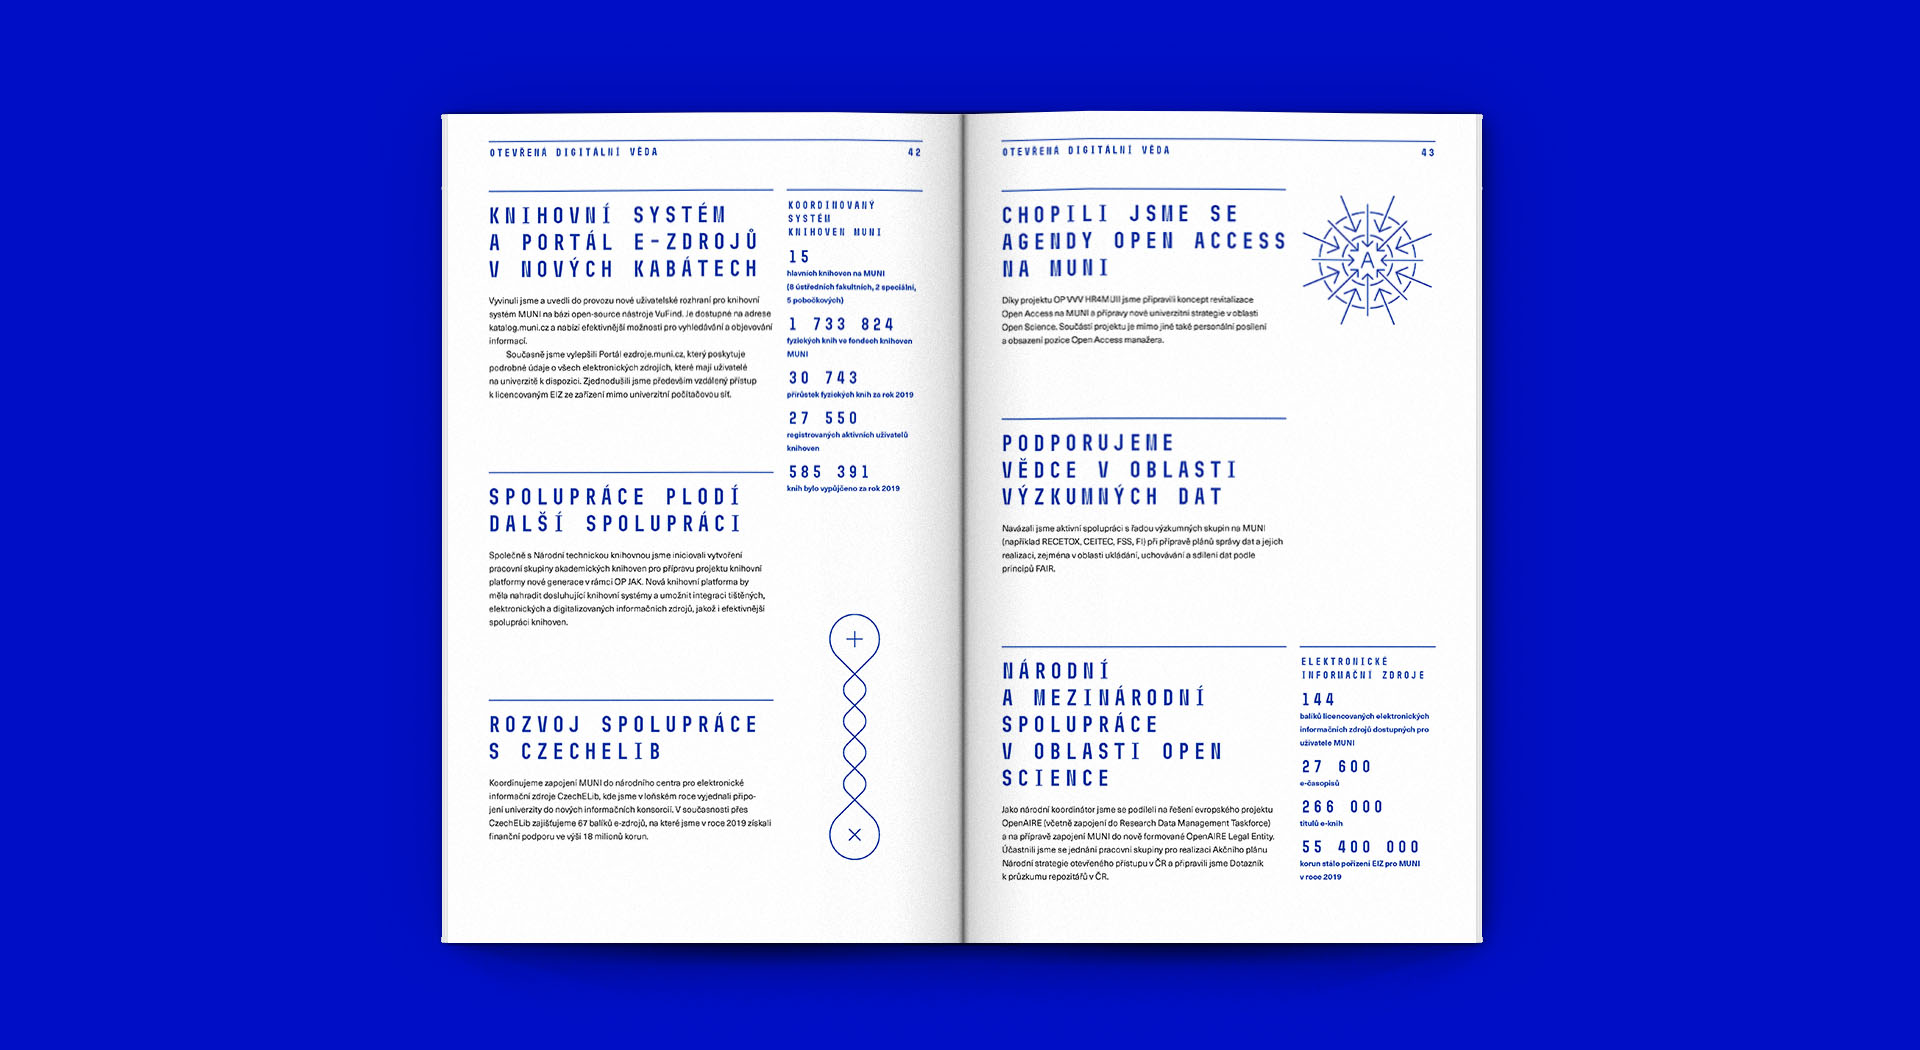 OTEVŘENÁ DIGITÁLNÍ VĚDA 42
KNIHOVNÍ SYSTÉM
A PORTÁL E-ZDROJŮ
V NOVÝCH KABÁTECH
Vyvinuli jsme a uvedli do provozu nové uživatelské rozhraní pro knihovní
systém MUNI na bázi open-source nástroje VuFind. Je dostupné na adrese
katalog.muni.cz a nabízí efektivnější možnosti pro vyhledávání a objevování
informací.
Současně jsme vylepšili Portál ezdroje.muni.cz, který poskytuje
podrobné údaje o všech elektronických zdrojích, které mají uživatelé
na univerzitě k dispozici. Zjednodušili jsme především vzdálený přístup
k licencovaným EIZ ze zařízení mimo univerzitní počítačovou síť.
SPOLUPRÁCE PLODÍ
DALŠÍ SPOLUPRÁCI
Společně s Národní technickou knihovnou jsme iniciovali vytvoření
pracovní skupiny akademických knihoven pro přípravu projektu knihovní
platformy nové generace v rámci OP JAK. Nová knihovní platforma by
měla nahradit dosluhující knihovní systémy a umožnit integraci tištěných,
elektronických a digitalizovaných informačních zdrojů, jakož i efektivnější
spolupráci knihoven.
ROZVOJ SPOLUPRÁCE
S CZECHELIB
Koordinujeme zapojení MUNI do národního centra pro elektronické
informační zdroje CzechELib, kde jsme v loňském roce vyjednali připo-
jení univerzity do nových informačních konsorcií. V současnosti přes
CzechELib zajišťujeme 67 balíků e-zdrojů, na které jsme v roce 2019 získali
finanční podporu ve výši 18 milionů korun.
KOORDINOVANÝ
SYSTÉM
KNIHOVEN MUNI
15
hlavních knihoven na MUNI
(8 ústředních fakultních, 2 speciální,
5 pobočkových)
1 733 824
fyzických knih ve fondech knihoven
MUNI
30 743
přírůstek fyzických knih za rok 2019
27 550
registrovaných aktivních uživatelů
knihoven
585 391
knih bylo vypůjčeno za rok 2019
OTEVŘENÁ DIGITÁLNÍ VĚDA 43
CHOPILI JSME SE
AGENDY OPEN ACCESS
NA MUNI
Díky projektu OP VVV HR4MUII jsme připravili koncept revitalizace
Open Access na MUNI a přípravy nové univerzitní strategie v oblasti
Open Science. Součástí projektu je mimo jiné také personální posílení
a obsazení pozice Open Access manažera.
A
PODPORUJEME
VĚDCE V OBLASTI
VÝZKUMNÝCH DAT
Navázali jsme aktivní spolupráci s řadou výzkumných skupin na MUNI
(například RECETOX, CEITEC, FSS, FI) při přípravě plánů správy dat a jejich
realizaci, zejména v oblasti ukládání, uchovávání a sdílení dat podle
principů FAIR.
NÁRODNÍ
A MEZINÁRODNÍ
SPOLUPRÁCE
V OBLASTI OPEN
SCIENCE
Jako národní koordinátor jsme se podíleli na řešení evropského projektu
OpenAIRE (včetně zapojení do Research Data Management Taskforce)
a na přípravě zapojení MUNI do nově formované OpenAIRE Legal Entity.
Účastnili jsme se jednání pracovní skupiny pro realizaci Akčního plánu
Národní strategie otevřeného přístupu v ČR a připravili jsme Dotazník
k průzkumu repozitářů v ČR.
ELEKTRONICKÉ
INFORMAČNÍ ZDROJE
144
balíků licencovaných elektronických
informačních zdrojů dostupných pro
uživatele MUNI
27 600
e-časopisů
266 000
titulů e-knih
55 400 000
korun stálo pořízení EIZ pro MUNI
v roce 2019